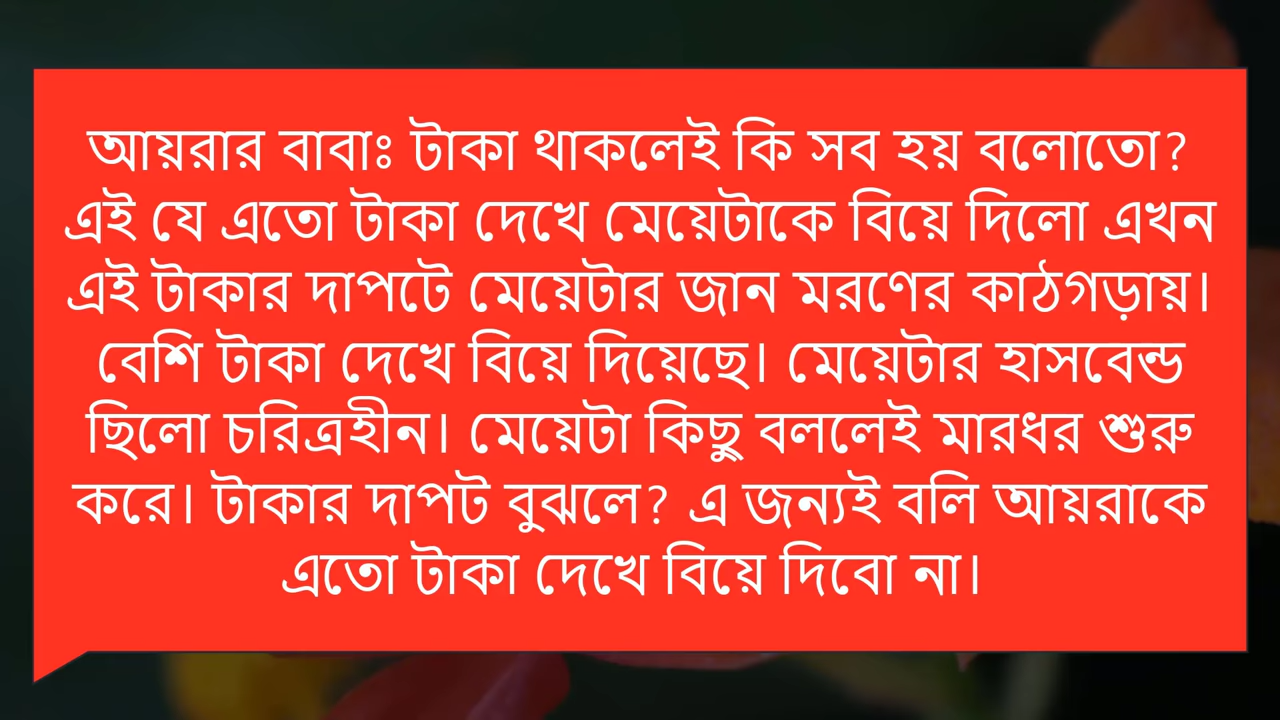 আয়রার বাবাঃ টাকা থাকলেই কি সব হয় বলোতো?
এই যে এতো টাকা দেখে মেয়েটাকে বিয়ে দিলো এখন
এই টাকার দাপটে মেয়েটার জান মরণের কাঠগড়ায়।
বেশি টাকা দেখে বিয়ে দিয়েছে। মেয়েটার হাসবেন্ড
ছিলো চরিত্রহীন। মেয়েটা কিছু বললেই মারধর শুরু
করে। টাকার দাপট বুঝলে? এ জন্যই বলি আয়রাকে
এতো টাকা দেখে বিয়ে দিবো না।